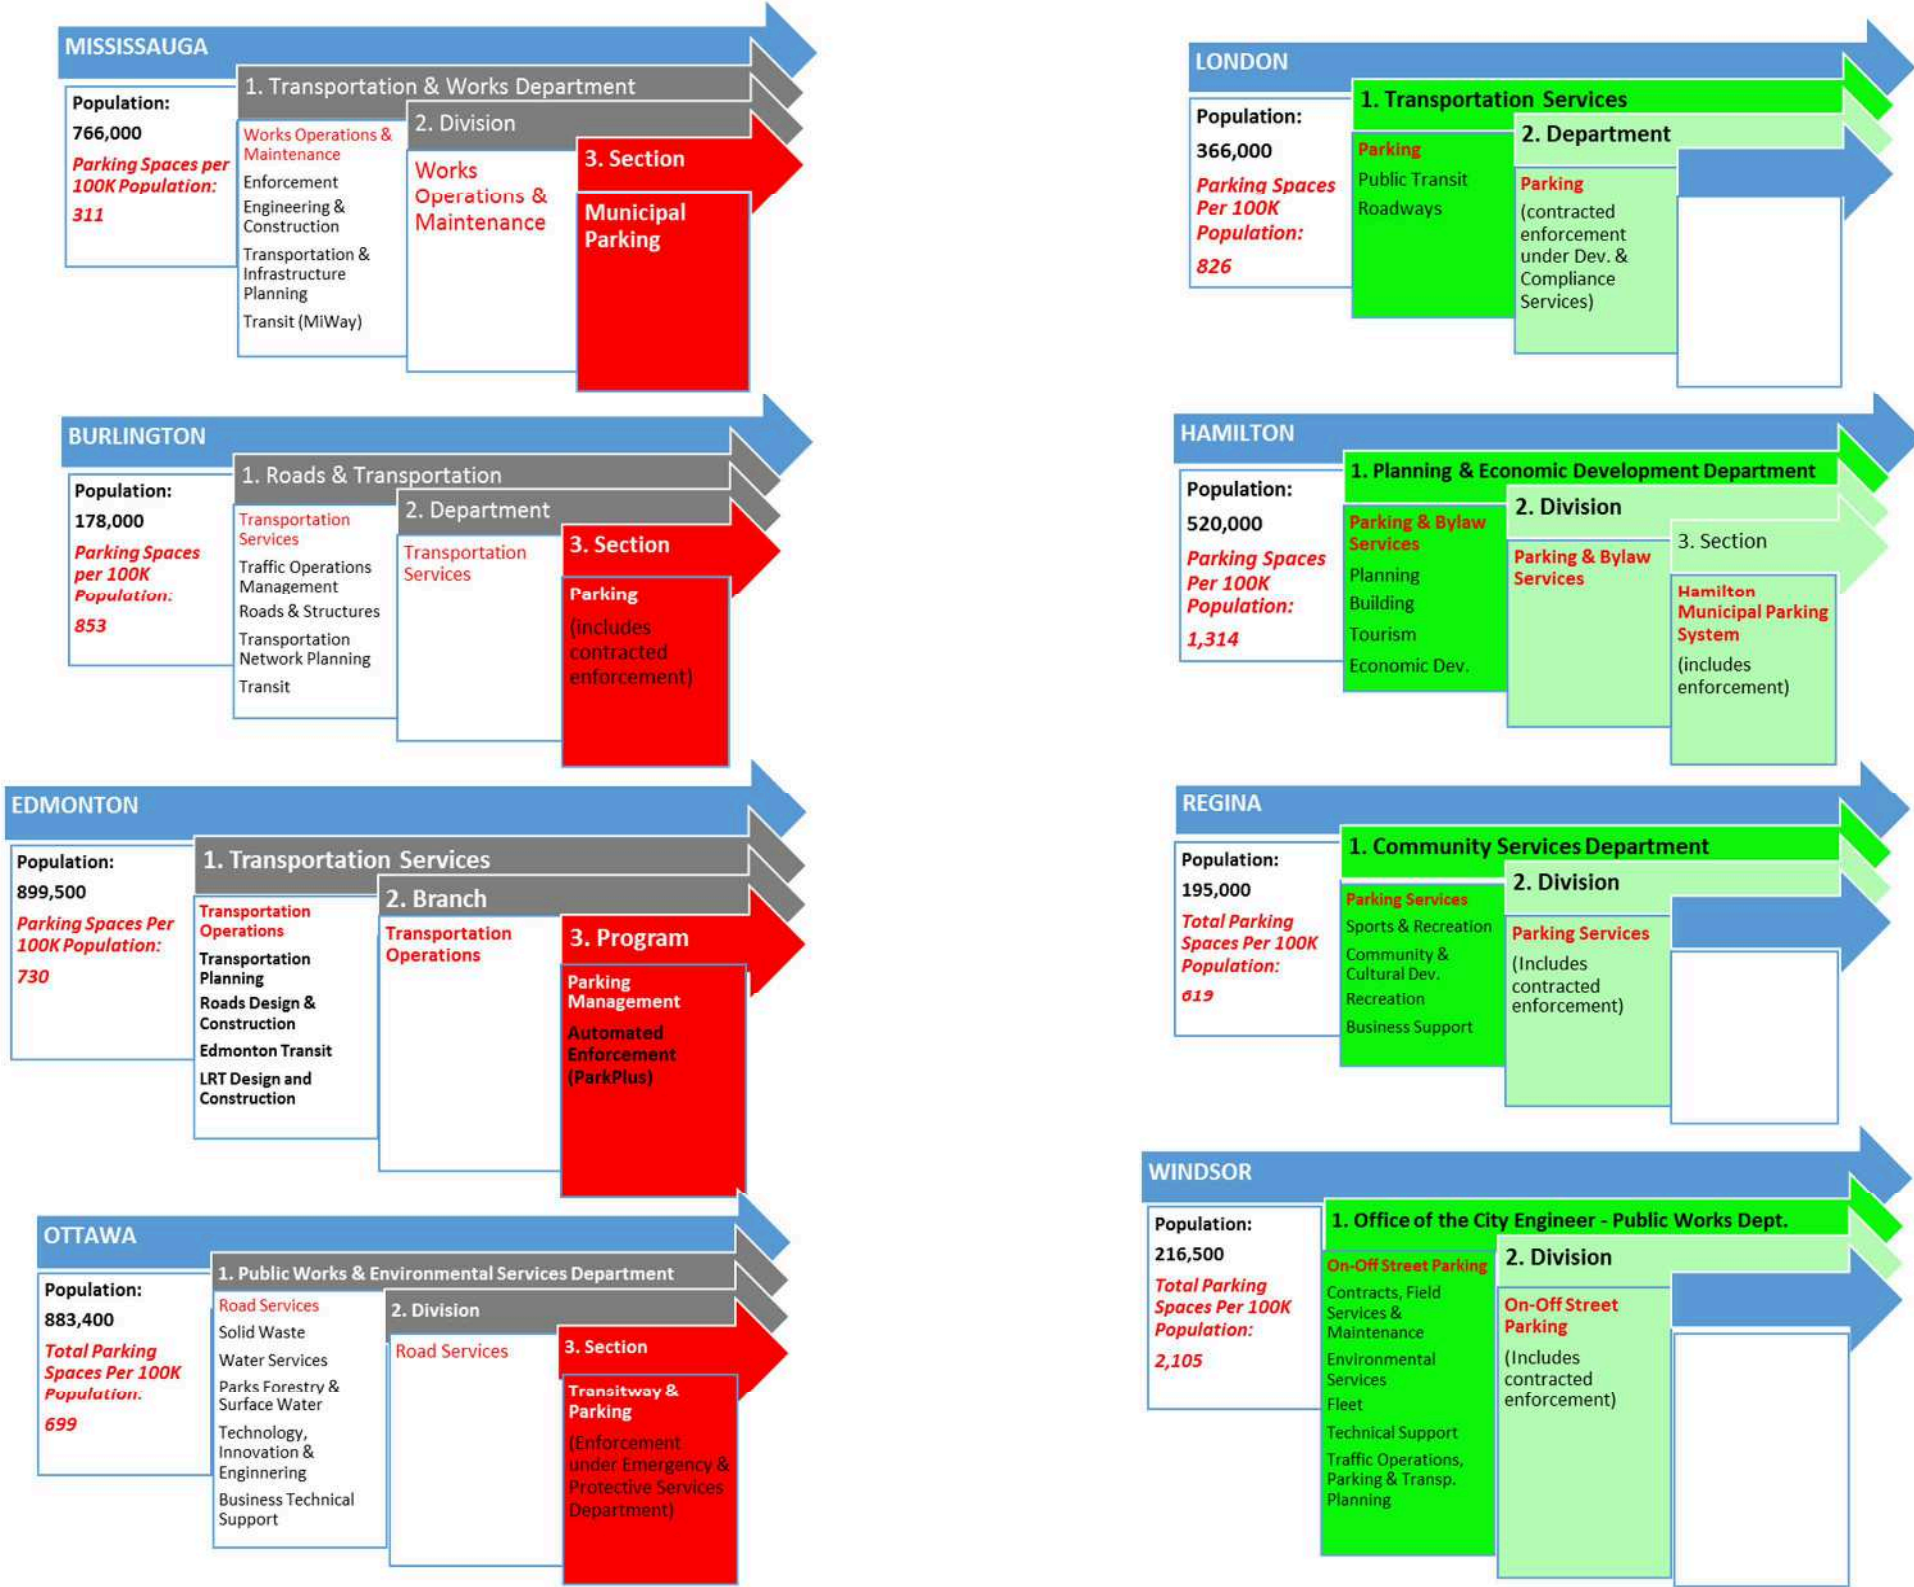 MISSISSAUGA
Population:
766,000
Parking Spaces per
100K Population:
311
1. Transportation & Works Department
Works Operations &
Maintenance
Enforcement
Engineering &
Construction
Transportation &
Infrastructure
Planning
Transit (MiWay)
2. Division
Works
Operations &
Maintenance
3. Section
Municipal
Parking
BURLINGTON
Population:
178,000
Parking Spaces
per 100K
Population:
853
1. Roads & Transportation
Transportation
Services
Traffic Operations
Management
Roads & Structures
Transportation
Network Planning
Transit
2. Department
Transportation
Services
3. Section
Parking
(includes
contracted
enforcement)
EDMONTON
Population:
899,500
Parking Spaces Per
100K Population:
730
1. Transportation Services
Transportation
Operations
Transportation
Planning
Roads Design &
Construction
Edmonton Transit
LRT Design and
Construction
2. Branch
Transportation
Operations
3. Program
Parking
Management
Automated
Enforcement
(ParkPlus)
OTTAWA
Population:
883,400
Total Parking
Spaces Per 100K
Population:
699
1. Public Works & Environmental Services Department
Road Services
Solid Waste
Water Services
Parks Forestry &
Surface Water
Technology,
Innovation &
Enginnering
Business Technical
Support
2. Division
Road Services
3. Section
Transitway &
Parking
(Enforcement
under Emergency &
Protective Services
Department)
LONDON
Population:
366,000
Parking Spaces
Per 100K
Population:
826
1. Transportation Services
Parking
Public Transit
Roadways
2. Department
Parking
(contracted
enforcement
under Dev. &
Compliance
Services)
HAMILTON
Population:
520,000
Parking Spaces
Per 100K
Population:
1,314
1. Planning & Economic Development Department
Parking & Bylaw
Services
Planning
Building
Tourism
Economic Dev.
2. Division
Parking & Bylaw
Services
3. Section
Hamilton
Municipal Parking
System
(includes
enforcement)
REGINA
Population:
195,000
Total Parking
Spaces Per 100K
Population:
619
1. Community Services Department
Parking Services
Sports & Recreation
Community &
Cultural Dev.
Recreation
Business Support
2. Division
Parking Services
(Includes
contracted
enforcement)
WINDSOR
Population:
216,500
Total Parking
Spaces Per 100K
Population:
2,105
1. Office of the City Engineer - Public Works Dept.
On-Off Street Parking
Contracts, Field
Services &
Maintenance
Environmental
Services
Fleet
Technical Support
Traffic Operations,
Parking & Transp.
Planning
2. Division
On-Off Street
Parking
(Includes
contracted
enforcement)